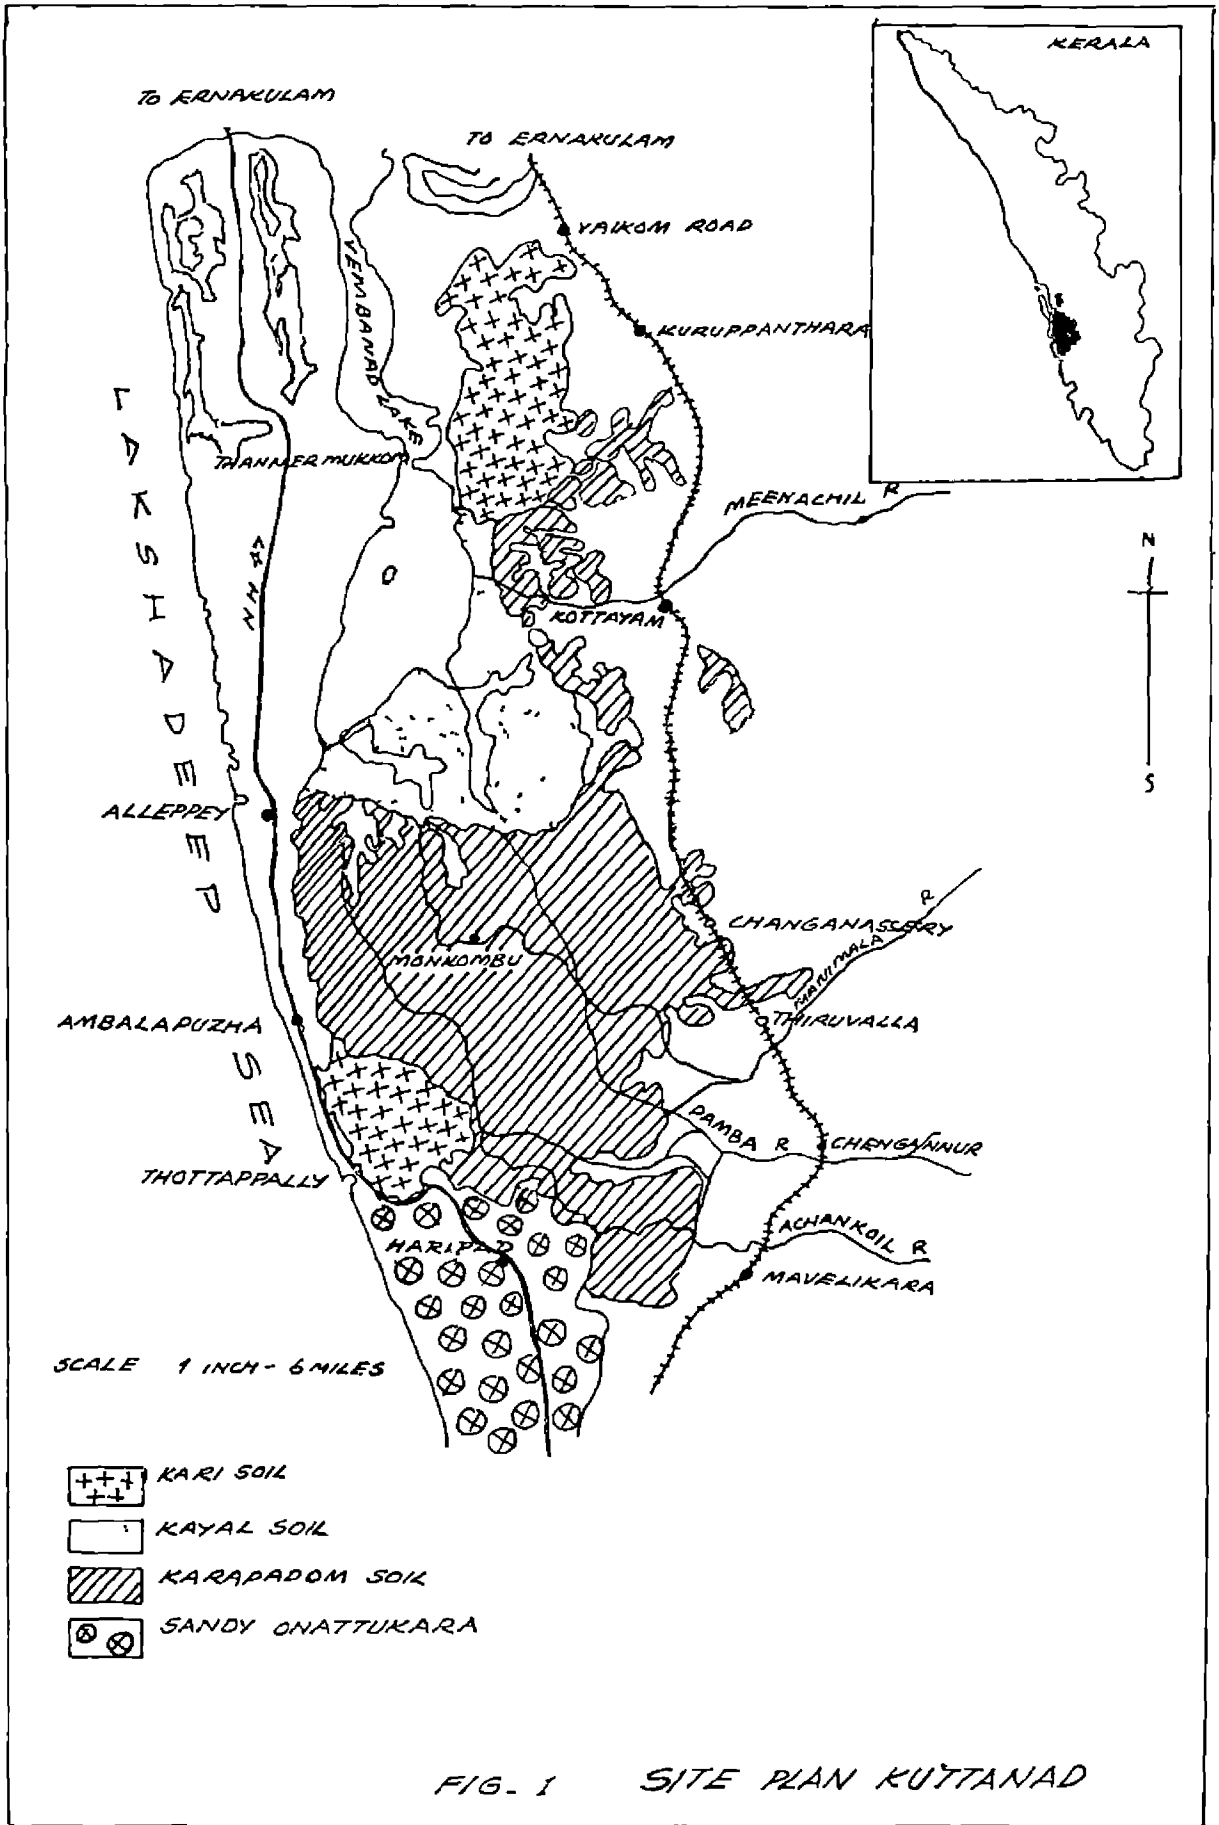 KERALA
TO ERNAKULAM
TO ERNAKULAM
VAIKOM ROAD
VEMBANAD LAKE
KURUPPANTHARA
THANNERMUKKOM
MEENACHIL R
LAKSHADEEP SEA
NH 47
N
S
KOTTAYAM
ALLEPPEY
CHANGANASSERY
MANIMALA R
MONKOMBU
AMBALAPUZHA
THIRUVALLA
PAMBA R
CHENGANNUR
THOTTAPPALLY
ACHANKOIL R
HARIPAD
MAVELIKARA
SCALE 1 INCH - 6 MILES
KARI SOIL
KAYAL SOIL
KARAPADOM SOIL
SANDY ONATTUKARA
FIG. 1 SITE PLAN KUTTANAD